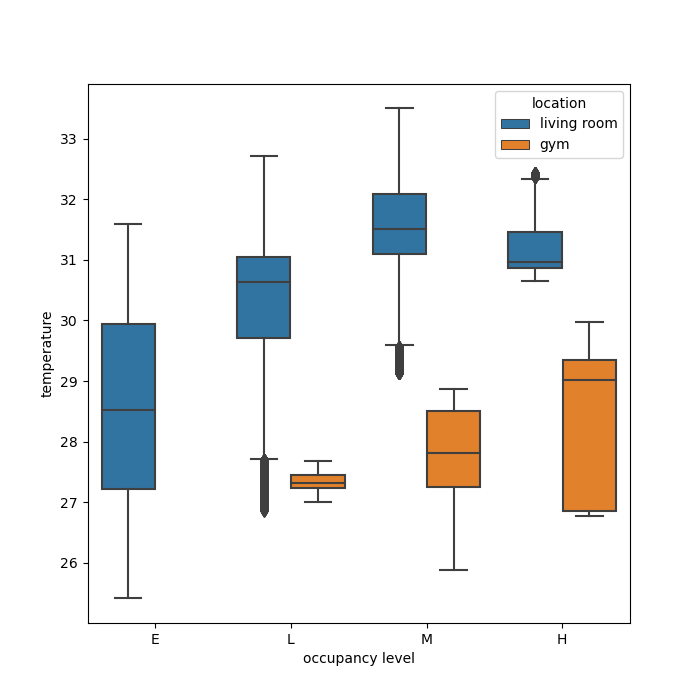 location
living room
gym
33
32
31
30
29
28
27
26
temperature
E L M H
occupancy level